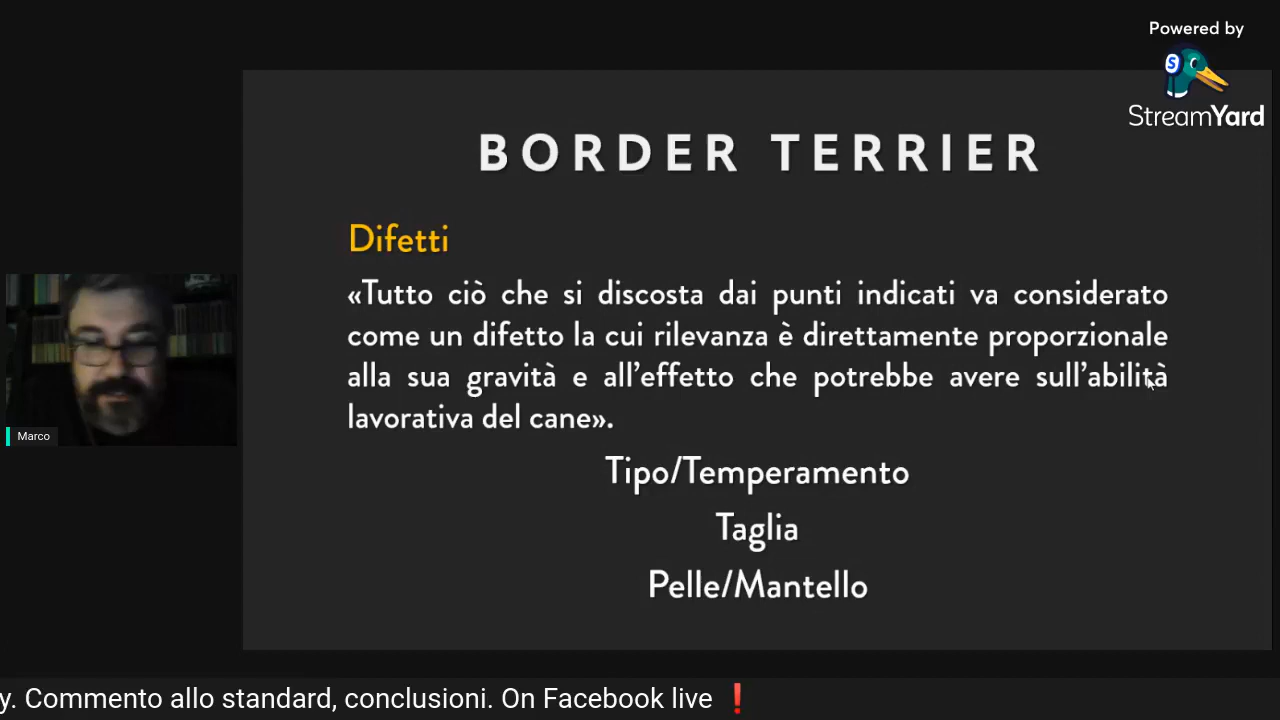 Powered by
StreamYard
BORDER TERRIER
Difetti
«Tutto ciò che si discosta dai punti indicati va considerato
come un difetto la cui rilevanza è direttamente proporzionale
alla sua gravità e all’effetto che potrebbe avere sull’abilità
lavorativa del cane».
Tipo/Temperamento
Taglia
Pelle/Mantello
Marco
y. Commento allo standard, conclusioni. On Facebook live ❗